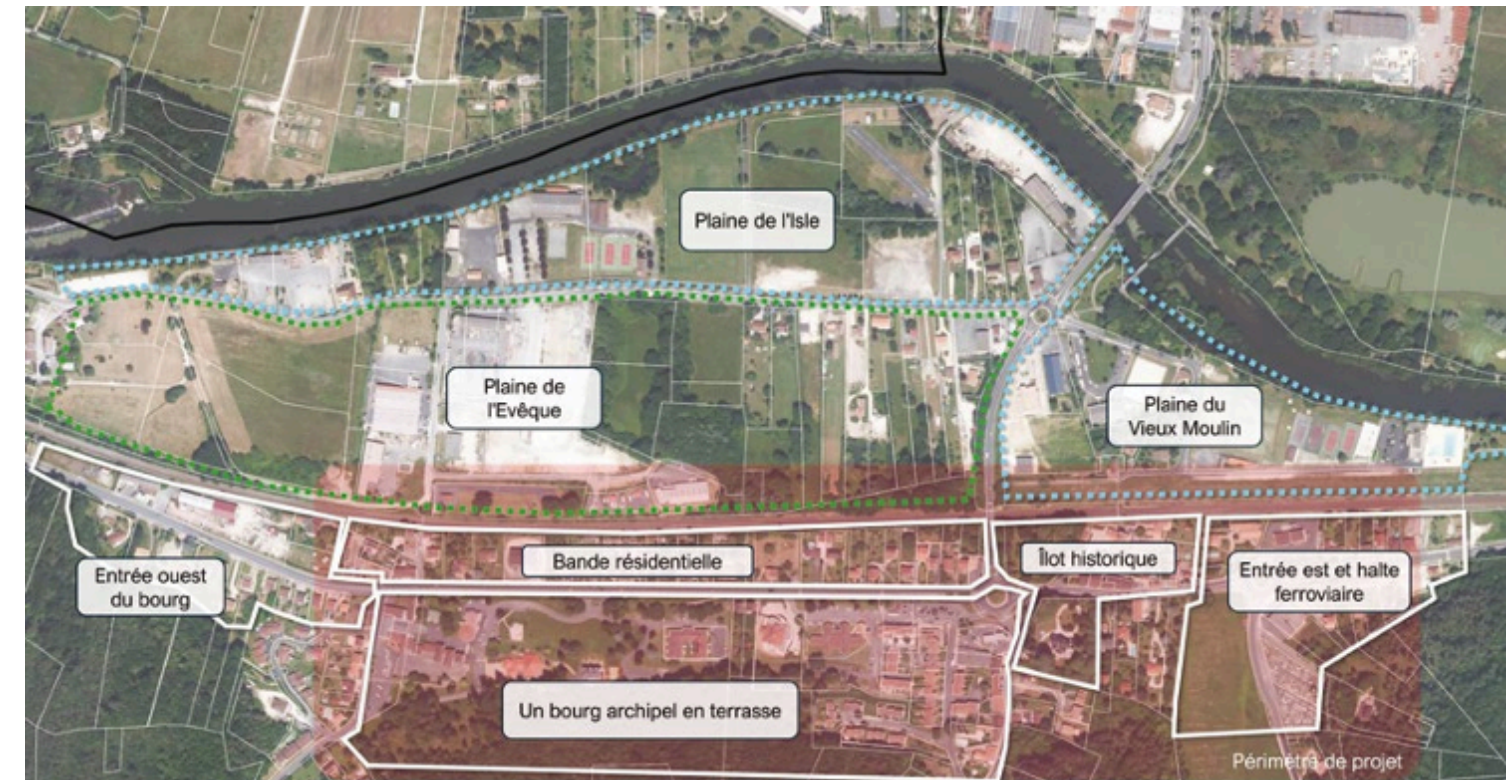 Plaine de l'Isle
Plaine de
l'Evêque
Plaine du
Vieux Moulin
Bande résidentielle
Îlot historique
Entrée ouest
du bourg
Entrée est et halte
ferroviaire
Un bourg archipel en terrasse
Périmètre de projet